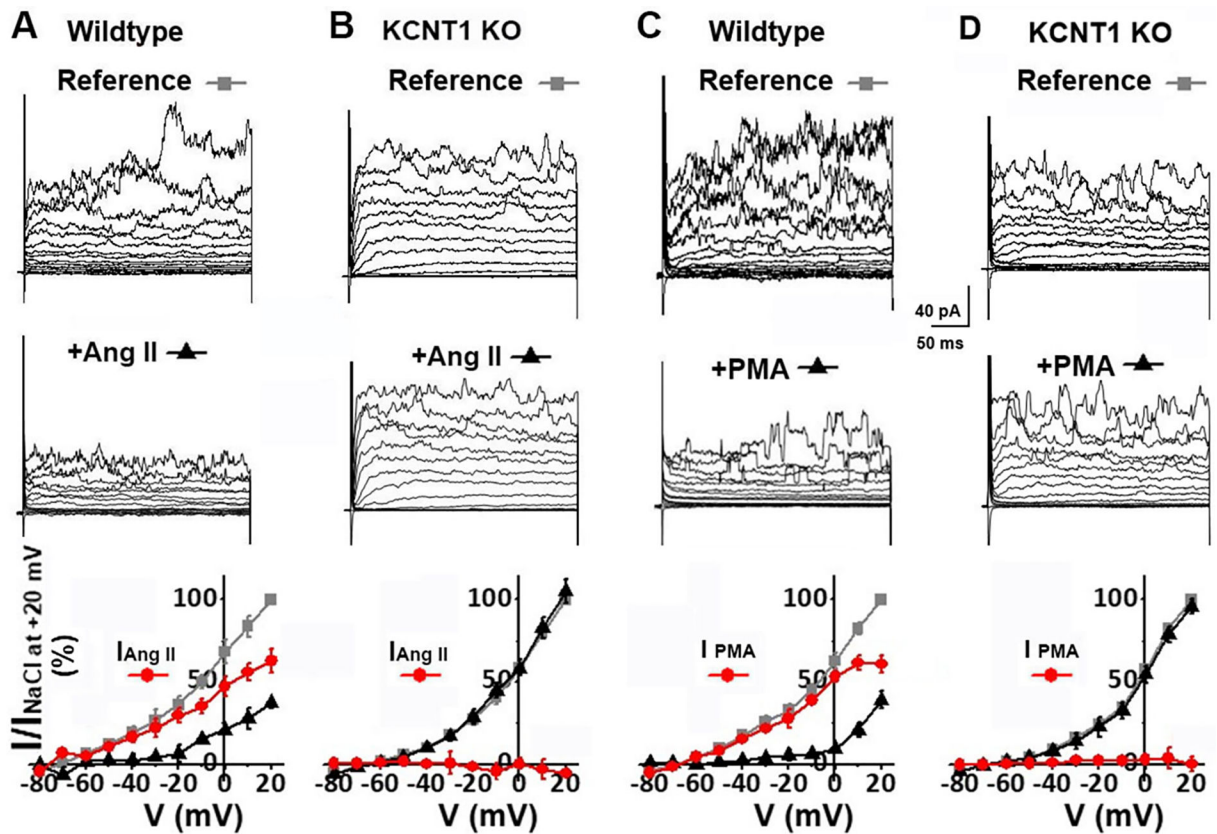 A Wildtype
Reference
+Ang II
I/I NaCl at +20 mV
(%)
100
50
0
I Ang II
-80 -60 -40 -20 0 20
V (mV)
B KCNT1 KO
Reference
+Ang II
100
50
0
I Ang II
-80 -60 -40 -20 0 20
V (mV)
C Wildtype
Reference
+PMA
100
50
0
I PMA
-80 -60 -40 -20 0 20
V (mV)
D KCNT1 KO
Reference
40 pA
50 ms
+PMA
100
50
0
I PMA
-80 -60 -40 -20 0 20
V (mV)